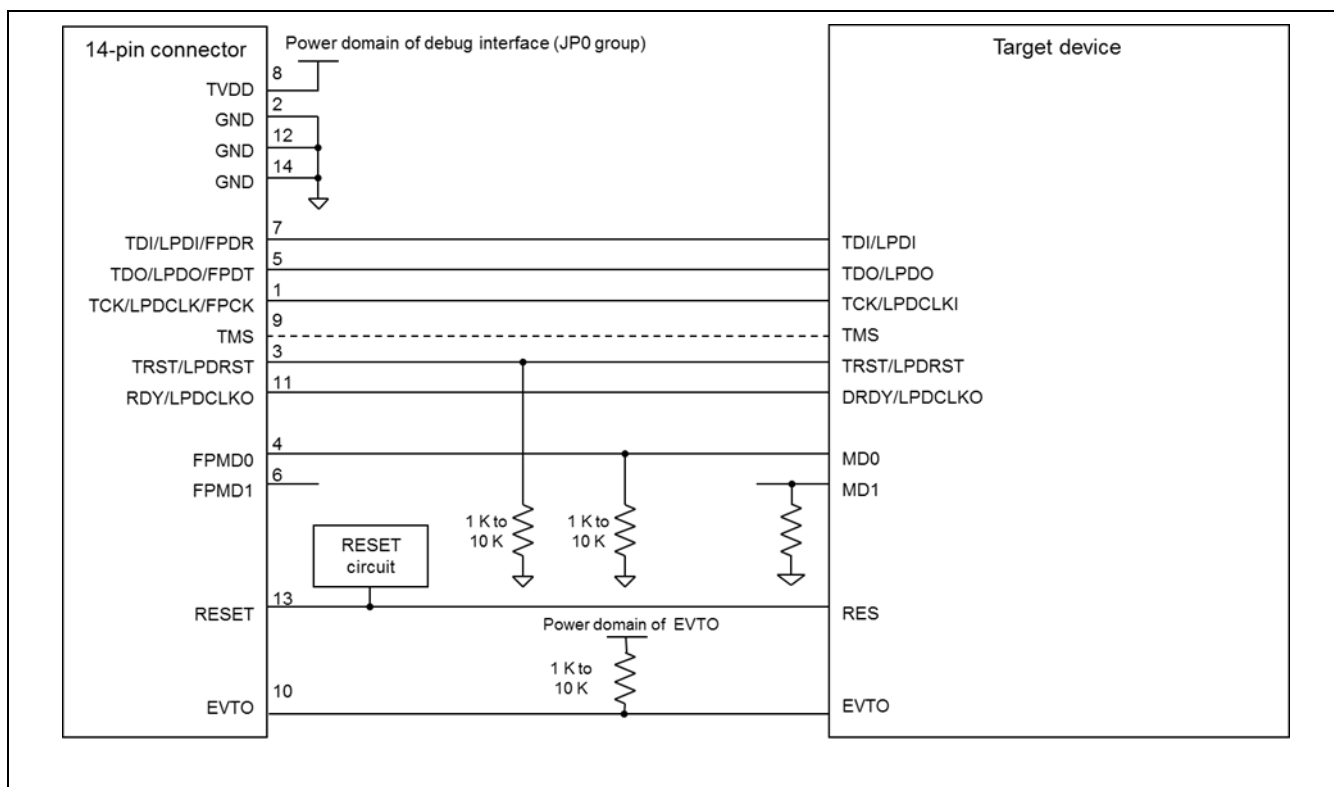 14-pin connector
Power domain of debug interface (JP0 group)
Target device
8
TVDD
2
GND
12
GND
14
GND
7
TDI/LPDI/FPDR
TDI/LPDI
5
TDO/LPDO/FPDT
TDO/LPDO
1
TCK/LPDCLK/FPCK
TCK/LPDCLKI
9
TMS
TMS
3
TRST/LPDRST
TRST/LPDRST
11
RDY/LPDCLKO
DRDY/LPDCLKO
4
FPMD0
MD0
6
FPMD1
MD1
1 K to
10 K
1 K to
10 K
RESET
circuit
13
RESET
RES
Power domain of EVTO
1 K to
10 K
10
EVTO
EVTO